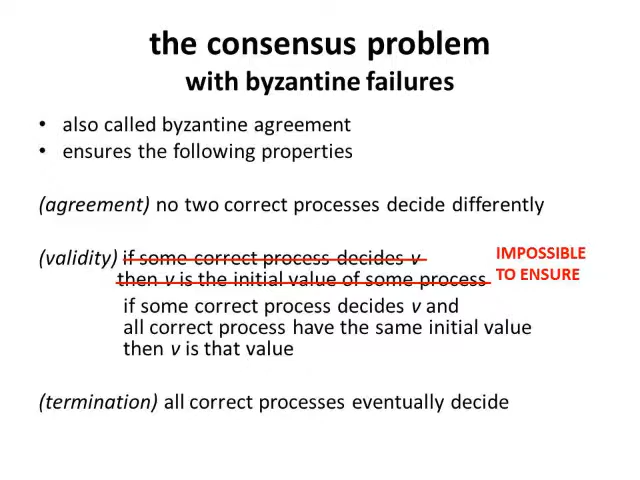 the consensus problem
with byzantine failures
• also called byzantine agreement
• ensures the following properties
(agreement) no two correct processes decide differently
(validity) if some correct process decides v
then v is the initial value of some process
IMPOSSIBLE
TO ENSURE
if some correct process decides v and
all correct process have the same initial value
then v is that value
(termination) all correct processes eventually decide